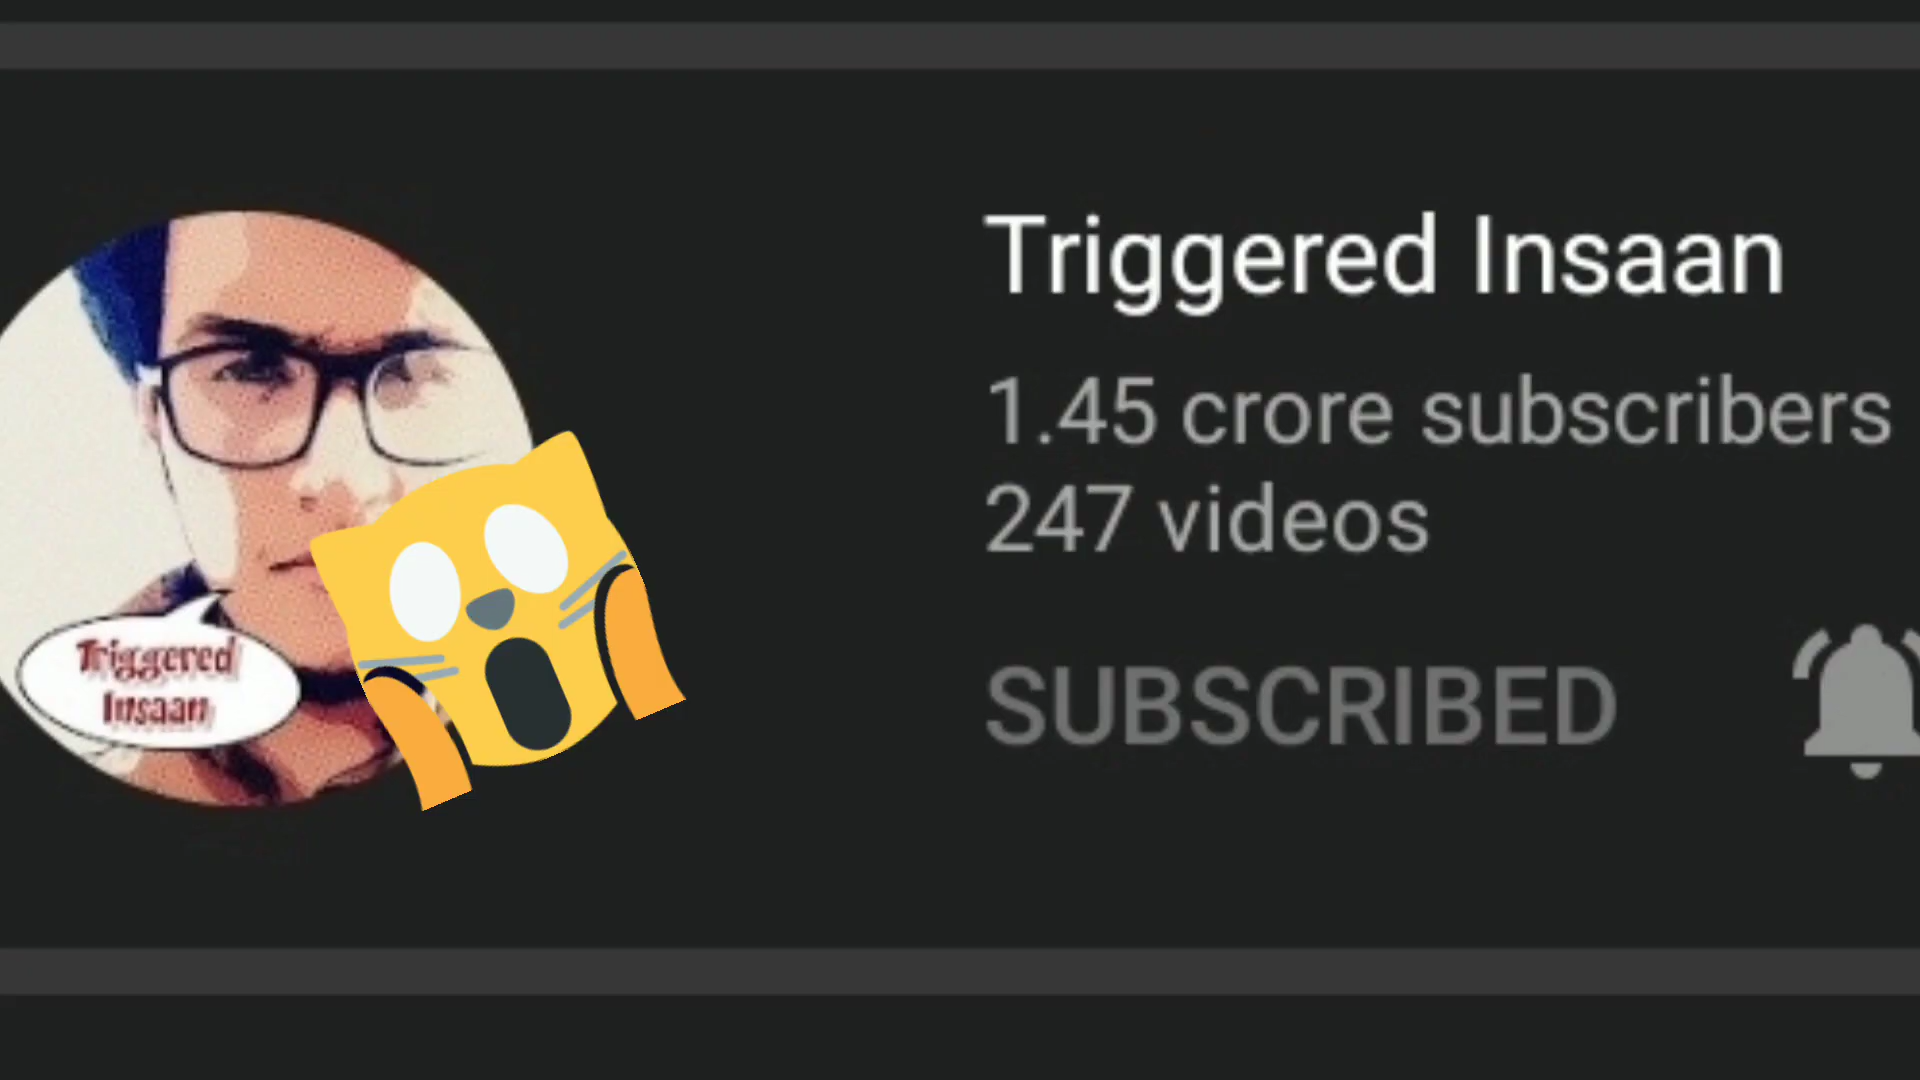 Triggered Insaan
1.45 crore subscribers
247 videos
SUBSCRIBED
Triggered
Insaan